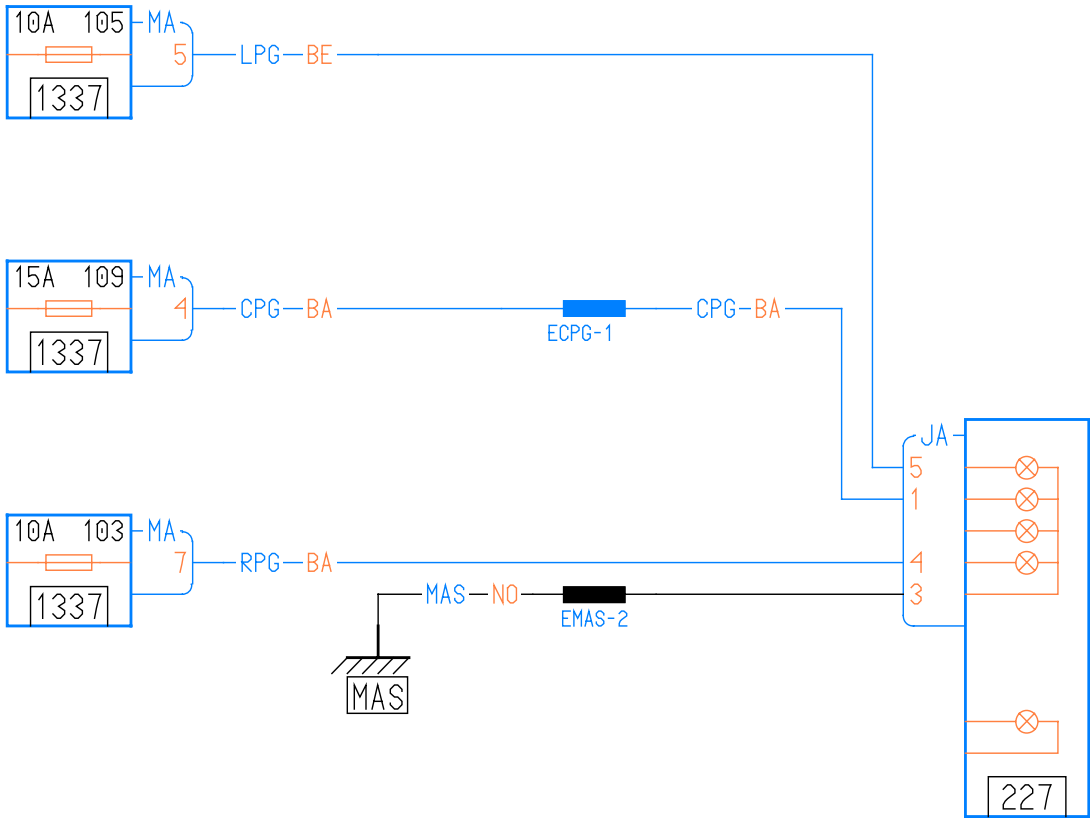 10A 105 MA
5 LPG BE
1337
15A 109 MA
4 CPG BA CPG BA
ECPG-1
1337
JA
5
1
10A 103 MA
7 RPG BA 4
1337
MAS NO 3
EMAS-2
MAS
227